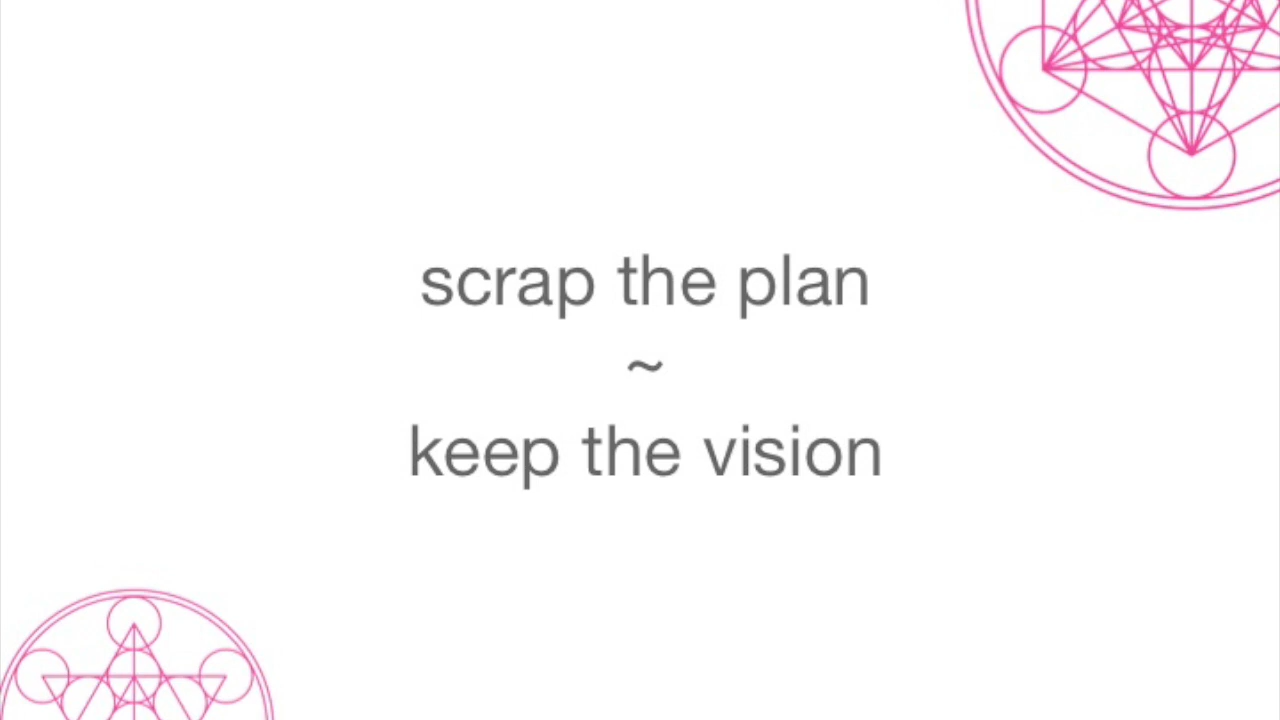 scrap the plan
~
keep the vision